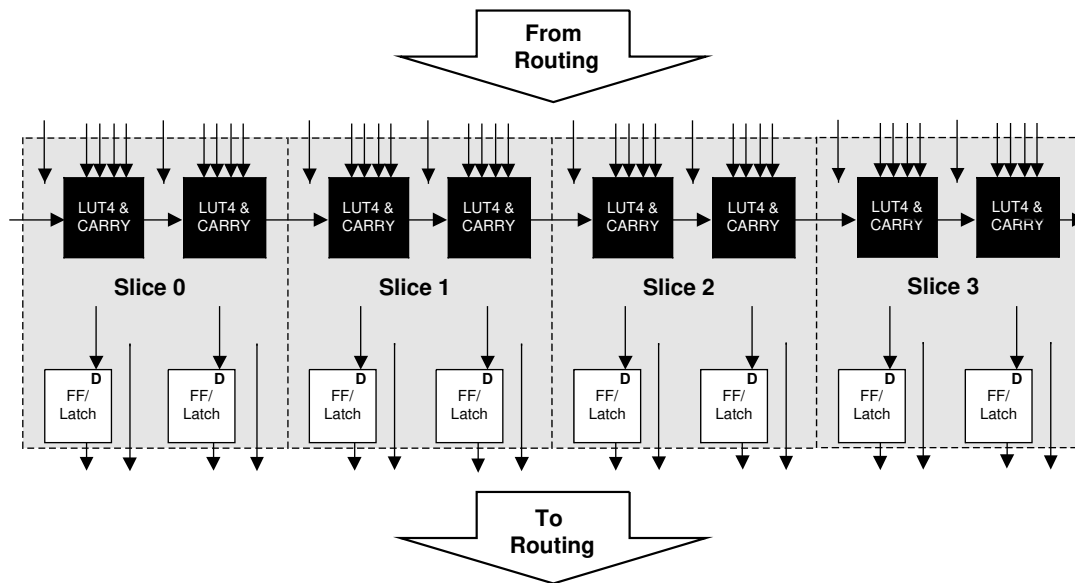 From
Routing
LUT4 &
CARRY
LUT4 &
CARRY
LUT4 &
CARRY
LUT4 &
CARRY
LUT4 &
CARRY
LUT4 &
CARRY
LUT4 &
CARRY
LUT4 &
CARRY
Slice 0
Slice 1
Slice 2
Slice 3
D
FF/
Latch
D
FF/
Latch
D
FF/
Latch
D
FF/
Latch
D
FF/
Latch
D
FF/
Latch
D
FF/
Latch
D
FF/
Latch
To
Routing